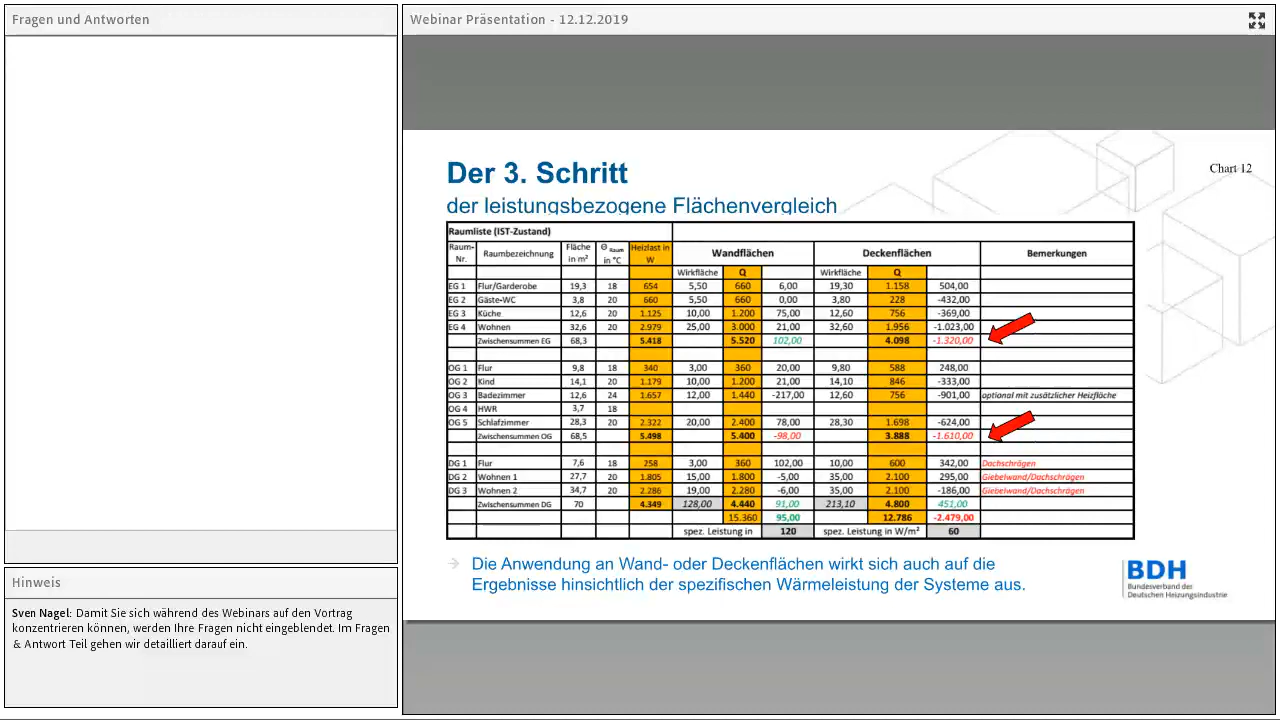 Fragen und Antworten
Hinweis
Sven Nagel: Damit Sie sich während des Webinars auf den Vortrag
konzentrieren können, werden Ihre Fragen nicht eingeblendet. Im Fragen
& Antwort Teil gehen wir detailliert darauf ein.
Webinar Präsentation - 12.12.2019
Chart 12
Der 3. Schritt
der leistungsbezogene Flächenvergleich
Raumliste (IST-Zustand)
Raum-Nr. Raumbezeichnung Fläche in m² Θ Raum in °C Heizlast in W Wandflächen Deckenflächen Bemerkungen
Wirkfläche Q Wirkfläche Q
EG 1 Flur/Garderobe 19,3 18 654 5,50 660 6,00 19,30 1.158 504,00
EG 2 Gäste-WC 3,8 20 660 5,50 660 0,00 3,80 228 -432,00
EG 3 Küche 12,6 20 1.125 10,00 1.200 75,00 12,60 756 -369,00
EG 4 Wohnen 32,6 20 2.979 25,00 3.000 21,00 32,60 1.956 -1.023,00
Zwischensummen EG 68,3 5.418 5.520 102,00 4.098 -1.320,00
OG 1 Flur 9,8 18 340 3,00 360 20,00 9,80 588 248,00
OG 2 Kind 14,1 20 1.179 10,00 1.200 21,00 14,10 846 -333,00
OG 3 Badezimmer 12,6 24 1.657 12,00 1.440 -217,00 12,60 756 -901,00 optional mit zusätzlicher Heizfläche
OG 4 HWR 3,7 18
OG 5 Schlafzimmer 28,3 20 2.322 20,00 2.400 78,00 28,30 1.698 -624,00
Zwischensummen OG 68,5 5.498 5.400 -98,00 3.888 -1.610,00
DG 1 Flur 7,6 18 258 3,00 360 102,00 10,00 600 342,00 Dachschrägen
DG 2 Wohnen 1 27,7 20 1.805 15,00 1.800 -5,00 35,00 2.100 295,00 Giebelwand/Dachschrägen
DG 3 Wohnen 2 34,7 20 2.286 19,00 2.280 -6,00 35,00 2.100 -186,00 Giebelwand/Dachschrägen
Zwischensummen DG 70 4.349 128,00 4.440 91,00 213,10 4.800 451,00
15.360 95,00 12.786 -2.479,00
spez. Leistung in 120 spez. Leistung in W/m² 60
Die Anwendung an Wand- oder Deckenflächen wirkt sich auch auf die
Ergebnisse hinsichtlich der spezifischen Wärmeleistung der Systeme aus.
BDH
Bundesverband der
Deutschen Heizungsindustrie